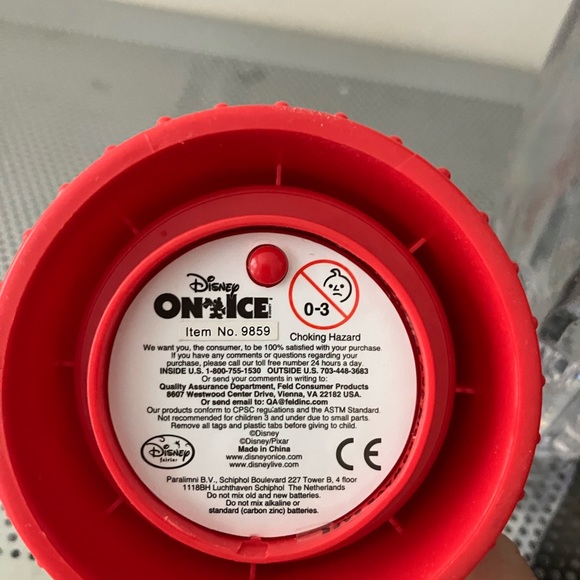 Disney
ON ICE
Item No. 9859
0-3
Choking Hazard
We want you, the consumer, to be 100% satisfied with your purchase
If you have any comments or questions regarding your
purchase, please call our toll free number 24 hours a day
INSIDE U.S. 1-800-755-1530 OUTSIDE U.S. 703-448-3683
Or send your comments in writing to:
Quality Assurance Department, Feld Consumer Products
8607 Westwood Center Drive, Vienna, VA 22182 USA.
Or send email to: QA@feldinc.com
Our products conform to CPSC regulations and the ASTM Standard.
Not recommended for children 3 and under due to small parts.
Remove all tags and plastic tabs before giving to child.
©Disney
©Disney/Pixar
Made in China
www.disneyonice.com
www.disneylive.com
Disney
fairies
CE
Paralimni B.V., Schiphol Boulevard 227 Tower B, 4 floor
1118BH Luchthaven Schiphol The Netherlands
Do not mix old and new batteries.
Do not mix alkaline or
standard (carbon zinc) batteries.